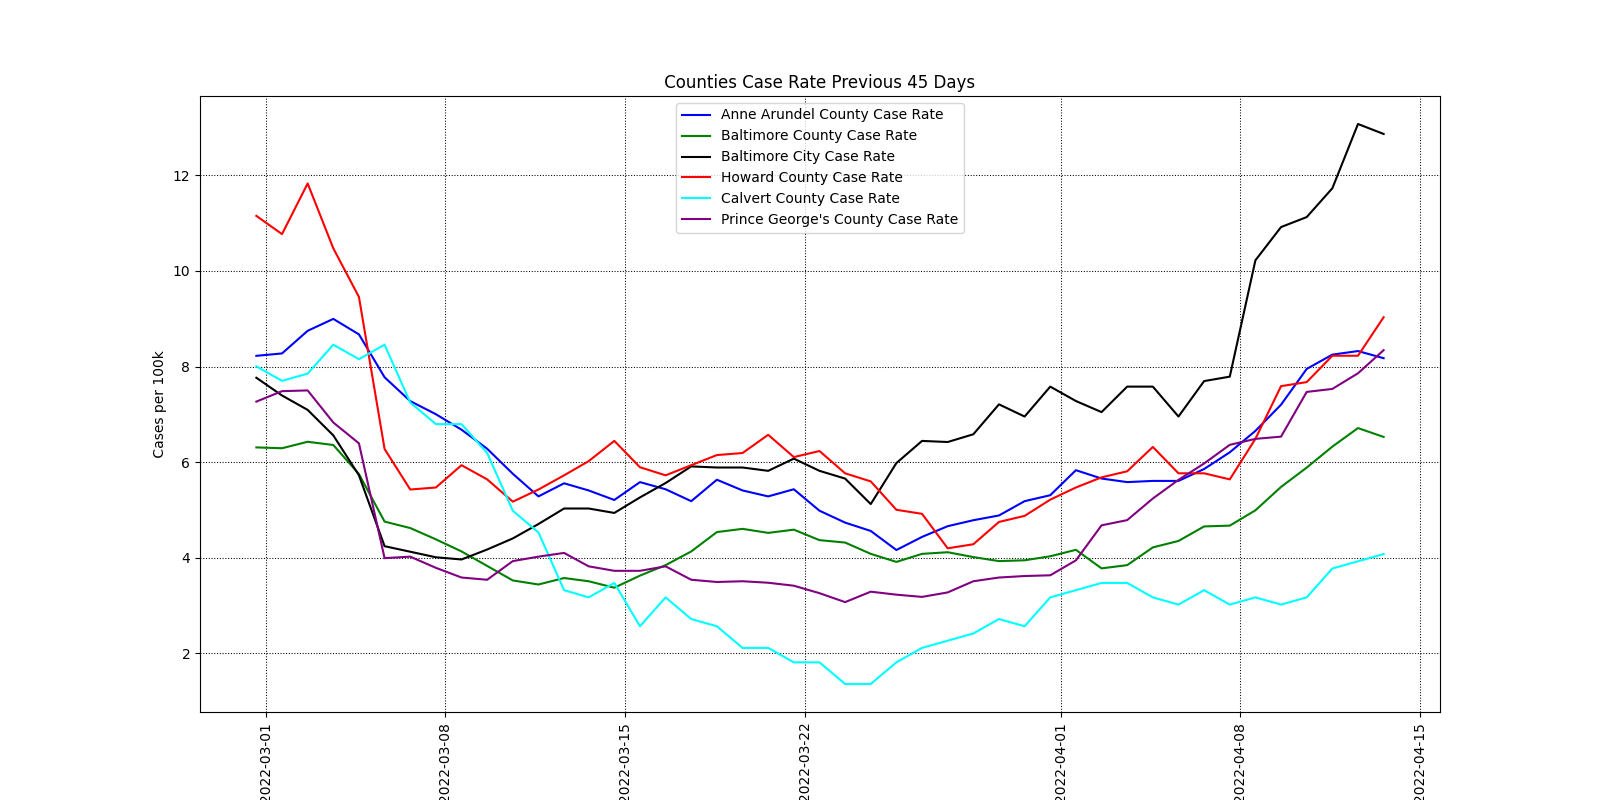 Counties Case Rate Previous 45 Days
Anne Arundel County Case Rate
Baltimore County Case Rate
Baltimore City Case Rate
Howard County Case Rate
Calvert County Case Rate
Prince George's County Case Rate
Cases per 100k
12
10
8
6
4
2
2022-03-01
2022-03-08
2022-03-15
2022-03-22
2022-04-01
2022-04-08
2022-04-15